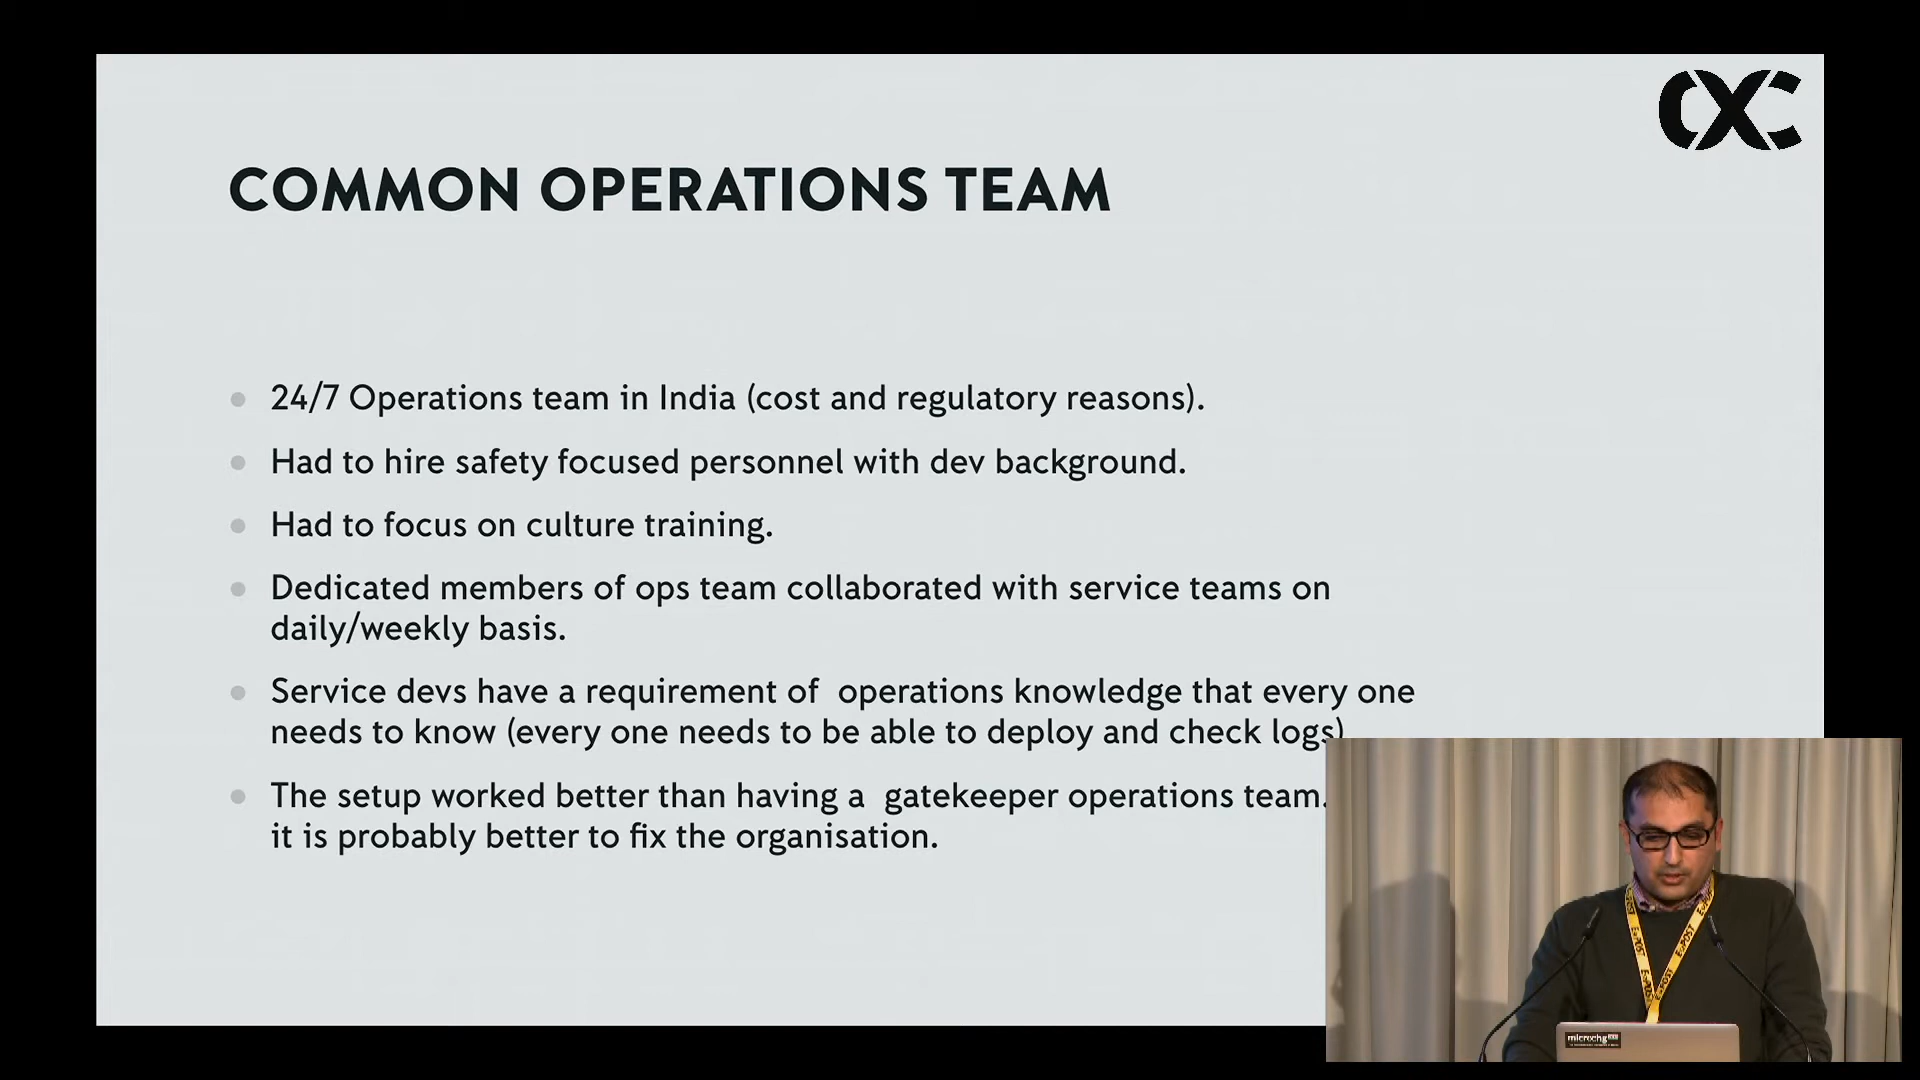 COMMON OPERATIONS TEAM
24/7 Operations team in India (cost and regulatory reasons).
Had to hire safety focused personnel with dev background.
Had to focus on culture training.
Dedicated members of ops team collaborated with service teams on
daily/weekly basis.
Service devs have a requirement of  operations knowledge that every one
needs to know (every one needs to be able to deploy and check logs)
The setup worked better than having a  gatekeeper operations team.
it is probably better to fix the organisation.
E-POST
E-POST
microxchg